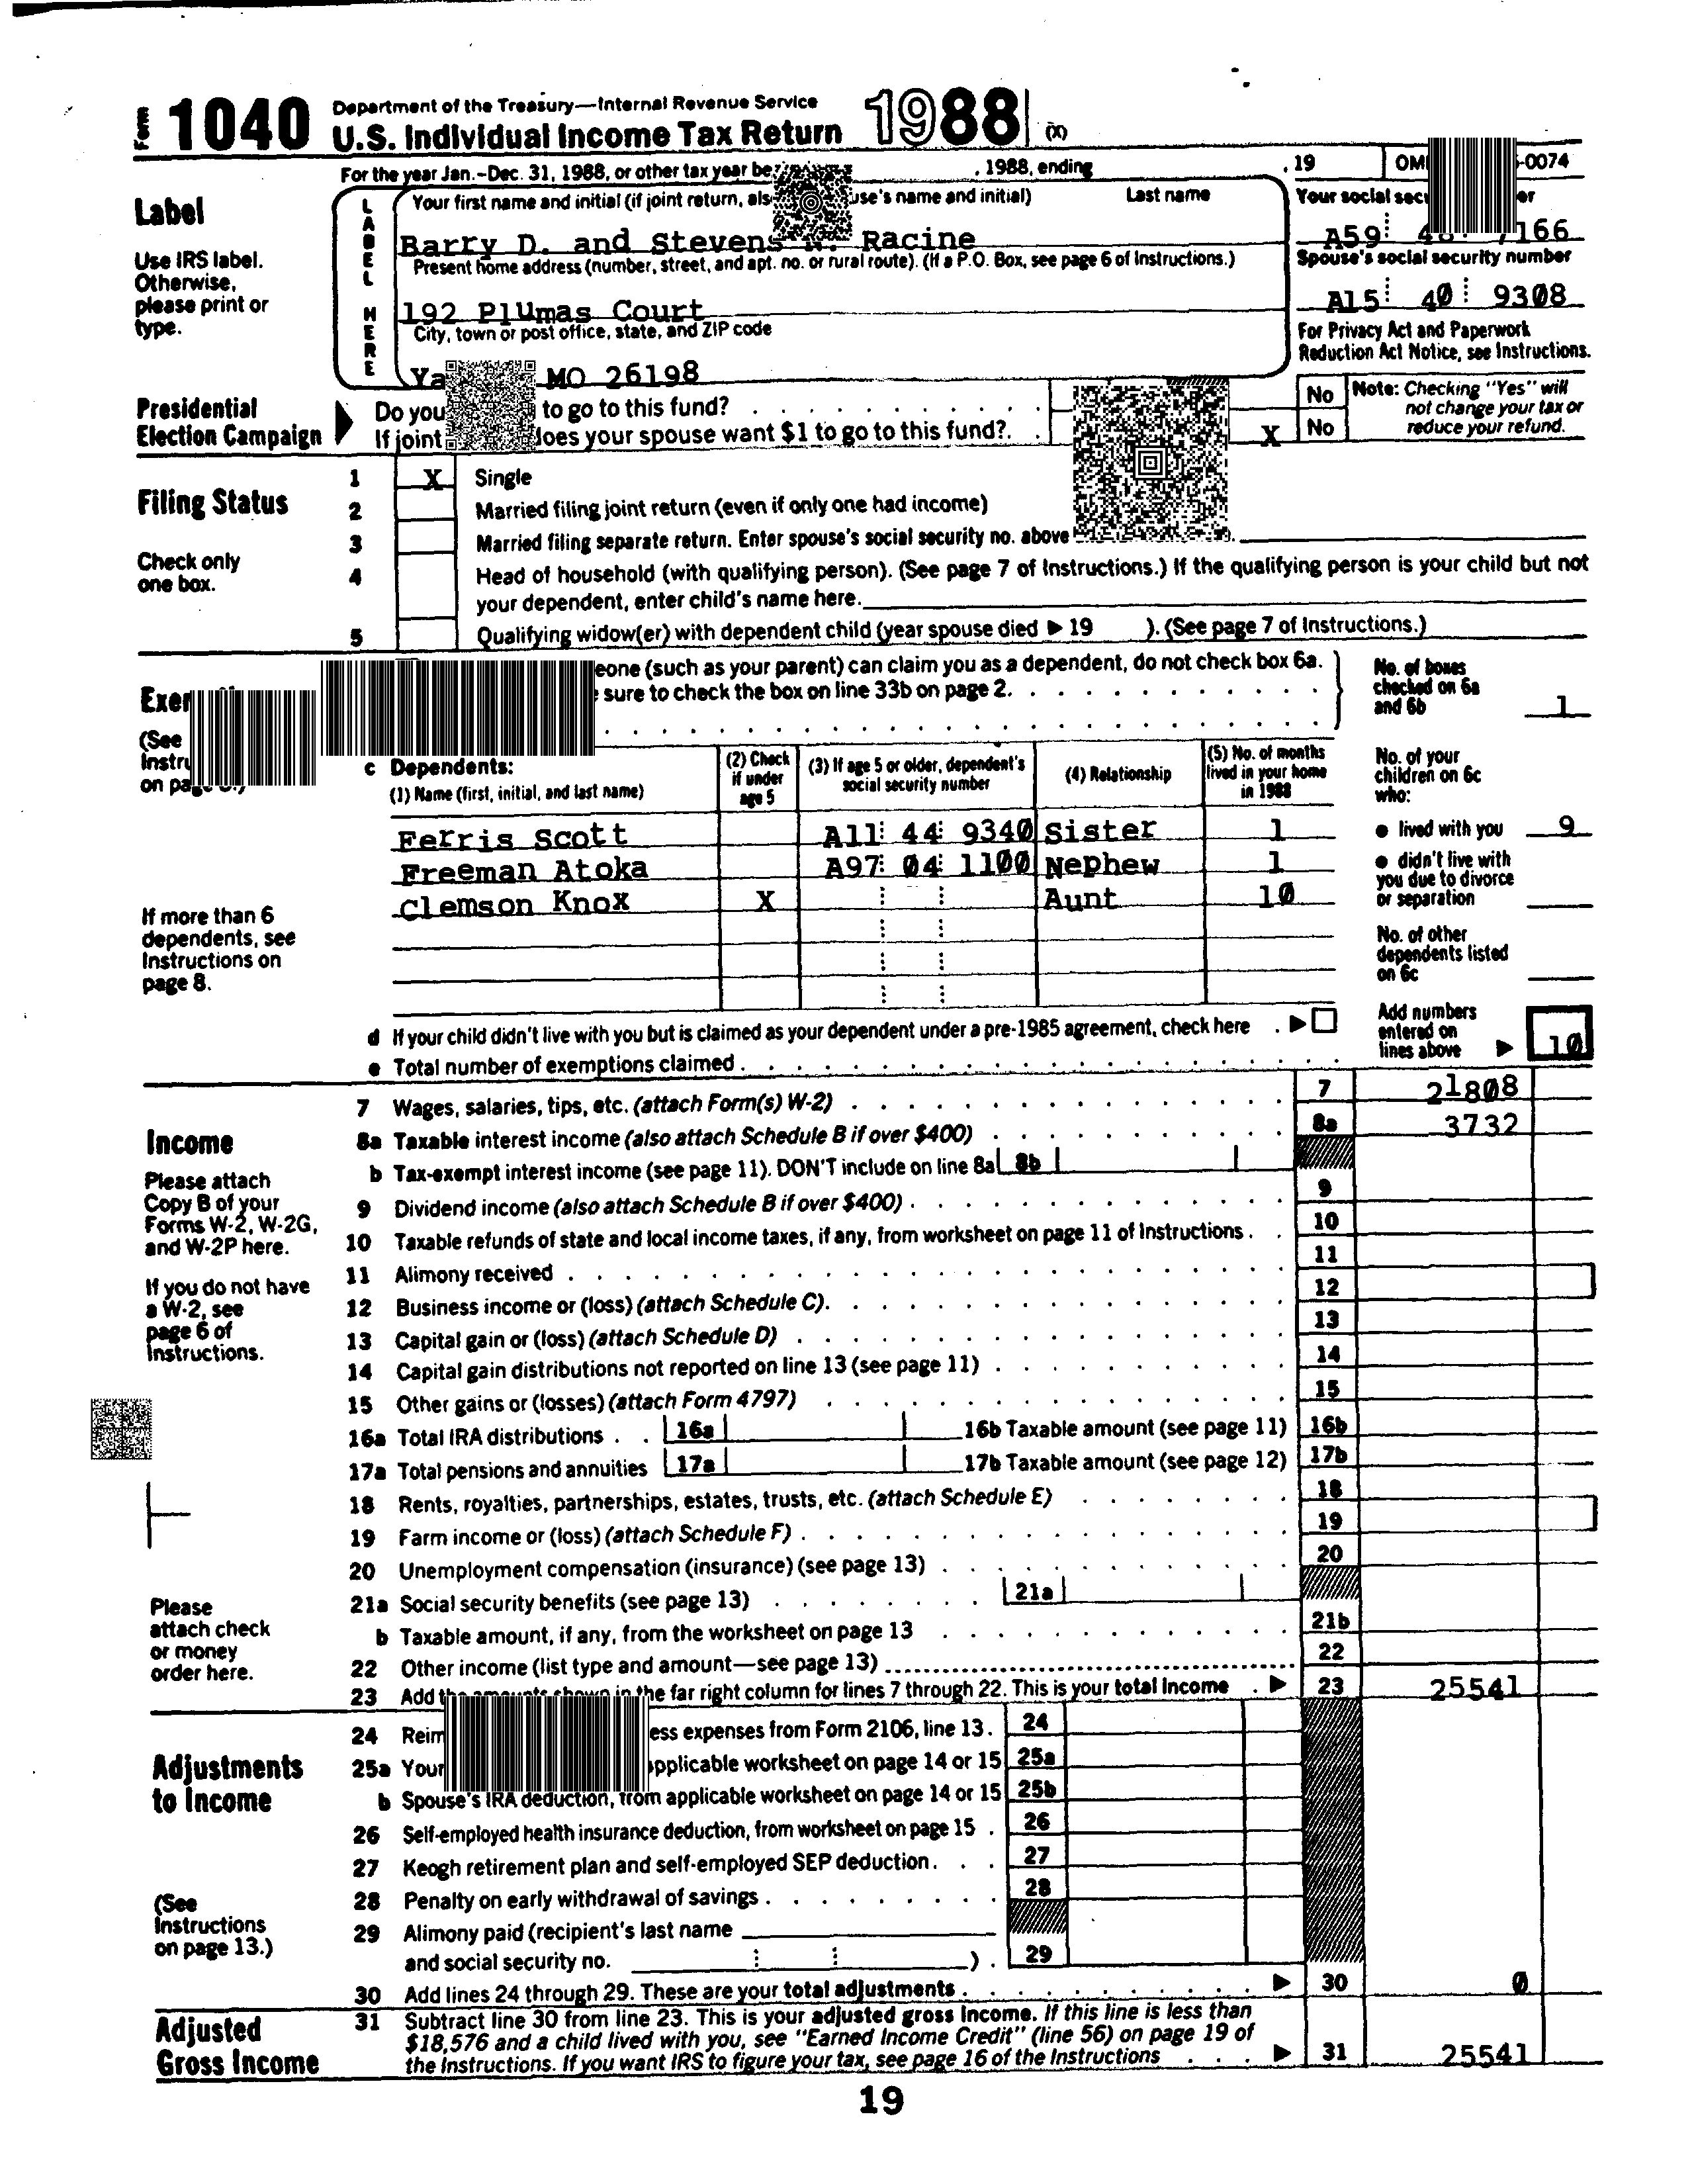 Form 1040 Department of the Treasury—Internal Revenue Service
U.S. Individual Income Tax Return 1988 (X)
For the year Jan.-Dec. 31, 1988, or other tax year , 1988, ending , 19 -0074
Label
Use IRS label.
Otherwise,
please print or
type.
LABEL HERE
Your first name and initial (if joint return, name and initial) Last name
Barry D. and Racine
Your social
A59 166
Present home address (number, street, and apt. no. or rural route). (If a P.O. Box, see page 6 of Instructions.)
192 Plumas Court
Spouse's social security number
A15 40 9308
City, town or post office, state, and ZIP code
MO 26198
For Privacy Act and Paperwork
Reduction Act Notice, see Instructions.
Presidential
Election Campaign
Do you to go to this fund? No
If joint does your spouse want $1 to go to this fund? X No
Note: Checking "Yes" will
not change your tax or
reduce your refund.
Filing Status
Check only
one box.
1 X Single
2 Married filing joint return (even if only one had income)
3 Married filing separate return. Enter spouse's social security no. above
4 Head of household (with qualifying person). (See page 7 of Instructions.) If the qualifying person is your child but not
your dependent, enter child's name here.
5 Qualifying widow(er) with dependent child (year spouse died ▶ 19 ). (See page 7 of Instructions.)
(See
on
(such as your parent) can claim you as a dependent, do not check box 6a.
sure to check the box on line 33b on page 2.
No. of boxes
checked on 6a
and 6b 1
c Dependents:
(1) Name (first, initial, and last name)
(2) Check
if under
age 5
(3) If age 5 or older, dependent's
social security number
(4) Relationship
(5) No. of months
lived in your home
in 1988
No. of your
children on 6c
who:
Ferris Scott A11 44 9340 Sister 1
● lived with you 9
Freeman Atoka A97 04 1100 Nephew 1
● didn't live with
you due to divorce
or separation
Clemson Knox X Aunt 10
If more than 6
dependents, see
Instructions on
page 8.
No. of other
dependents listed
on 6c
d If your child didn't live with you but is claimed as your dependent under a pre-1985 agreement, check here ▶
e Total number of exemptions claimed
Add numbers
entered on
lines above ▶ 10
Income
Please attach
Copy B of your
Forms W-2, W-2G,
and W-2P here.
If you do not have
a W-2, see
page 6 of
Instructions.
Please
attach check
or money
order here.
7 Wages, salaries, tips, etc. (attach Form(s) W-2) 7 21808
8a Taxable interest income (also attach Schedule B if over $400) 8a 3732
b Tax-exempt interest income (see page 11). DON'T include on line 8a 8b
9 Dividend income (also attach Schedule B if over $400) 9
10 Taxable refunds of state and local income taxes, if any, from worksheet on page 11 of Instructions 10
11 Alimony received 11
12 Business income or (loss) (attach Schedule C) 12
13 Capital gain or (loss) (attach Schedule D) 13
14 Capital gain distributions not reported on line 13 (see page 11) 14
15 Other gains or (losses) (attach Form 4797) 15
16a Total IRA distributions 16a 16b Taxable amount (see page 11) 16b
17a Total pensions and annuities 17a 17b Taxable amount (see page 12) 17b
18 Rents, royalties, partnerships, estates, trusts, etc. (attach Schedule E) 18
19 Farm income or (loss) (attach Schedule F) 19
20 Unemployment compensation (insurance) (see page 13) 20
21a Social security benefits (see page 13) 21a
b Taxable amount, if any, from the worksheet on page 13 21b
22 Other income (list type and amount—see page 13) 22
23 Add the amounts shown in the far right column for lines 7 through 22. This is your total income ▶ 23 25541
Adjustments
to Income
(See
Instructions
on page 13.)
24 expenses from Form 2106, line 13. 24
25a Your applicable worksheet on page 14 or 15 25a
b Spouse's IRA deduction, from applicable worksheet on page 14 or 15 25b
26 Self-employed health insurance deduction, from worksheet on page 15 26
27 Keogh retirement plan and self-employed SEP deduction 27
28 Penalty on early withdrawal of savings 28
29 Alimony paid (recipient's last name
and social security no. ) 29
30 Add lines 24 through 29. These are your total adjustments ▶ 30 0
Adjusted
Gross Income
31 Subtract line 30 from line 23. This is your adjusted gross income. If this line is less than
$18,576 and a child lived with you, see "Earned Income Credit" (line 56) on page 19 of
the Instructions. If you want IRS to figure your tax, see page 16 of the Instructions ▶ 31 25541
19